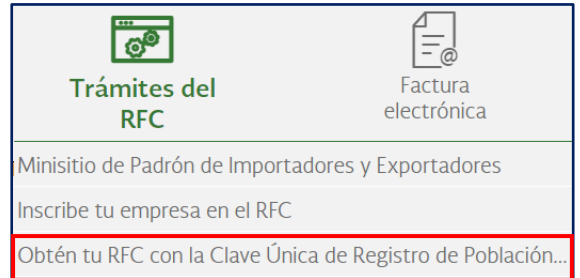 Trámites del
RFC
Factura
electrónica
Minisitio de Padrón de Importadores y Exportadores
Inscribe tu empresa en el RFC
Obtén tu RFC con la Clave Única de Registro de Población...